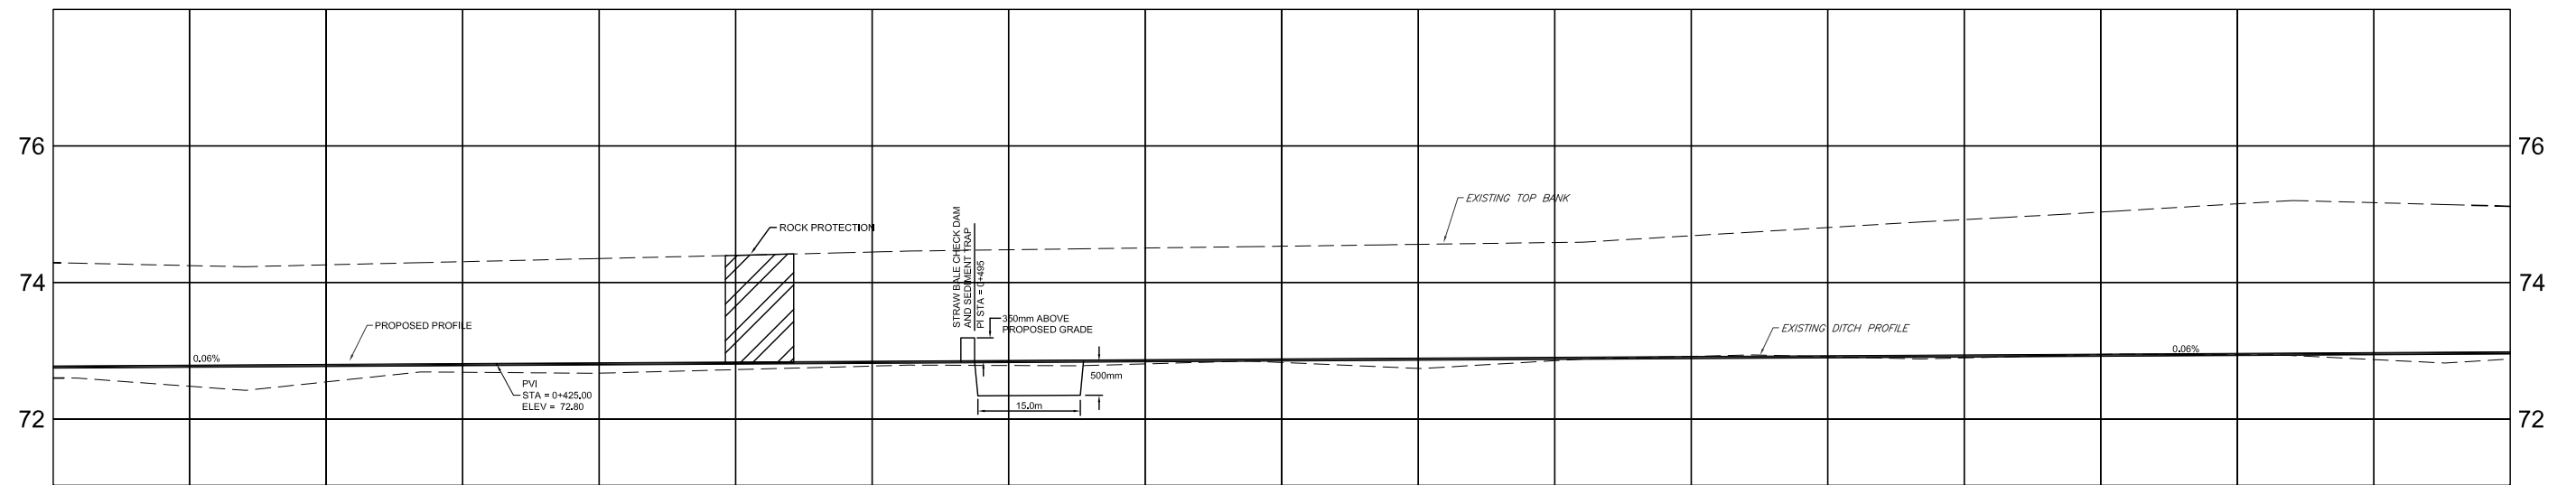 76
76
EXISTING TOP BANK
STRAW BALE CHECK DAM
AND SEDIMENT TRAP
PI STA = 0+495
ROCK PROTECTION
74
74
350mm ABOVE
PROPOSED GRADE
PROPOSED PROFILE
EXISTING DITCH PROFILE
0.06%
0.06%
500mm
PVI
STA = 0+425.00
ELEV = 72.80
15.0m
72
72